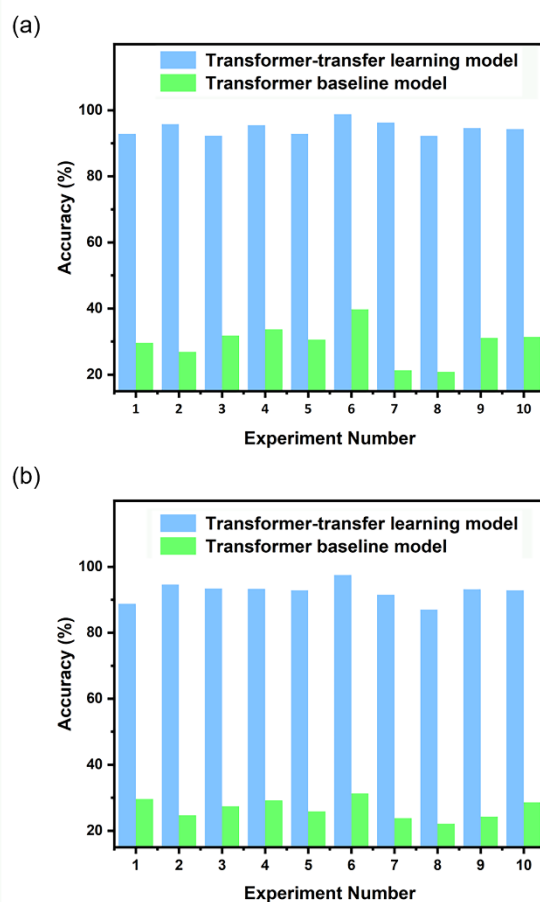 (a)
Transformer-transfer learning model
Transformer baseline model
100
80
60
40
20
Accuracy (%)
1 2 3 4 5 6 7 8 9 10
Experiment Number
(b)
Transformer-transfer learning model
Transformer baseline model
100
80
60
40
20
Accuracy (%)
1 2 3 4 5 6 7 8 9 10
Experiment Number